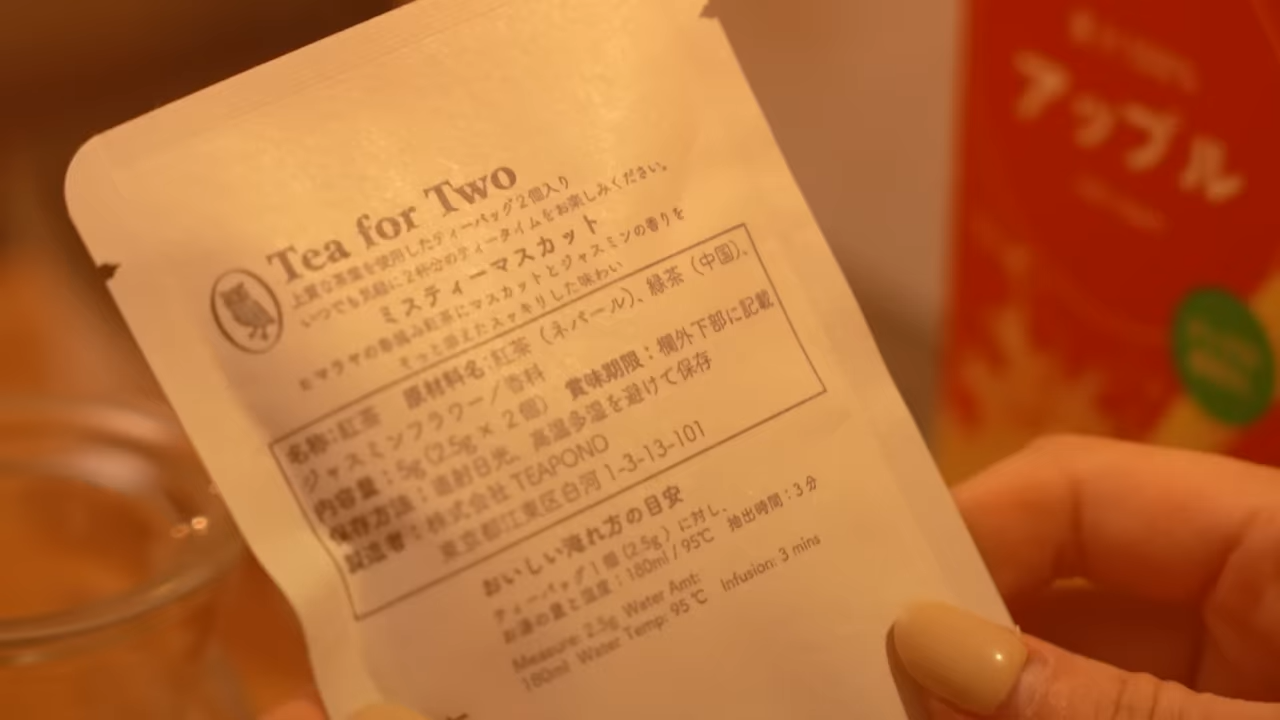 Tea for Two
上質な茶葉を使用したティーバッグ2個入り
いつでも気軽に2杯分のティータイムをお楽しみください。
ミスティーマスカット
ヒマラヤの春摘み紅茶にマスカットとジャスミンの香りを
そっと添えたスッキリした味わい
名称:紅茶 原材料名:紅茶(ネパール)、緑茶(中国)、
ジャスミンフラワー/香料
内容量:5g(2.5g×2個) 賞味期限:欄外下部に記載
保存方法:直射日光、高温多湿を避けて保存
製造者:株式会社 TEAPOND
東京都江東区白河 1-3-13-101
おいしい淹れ方の目安
ティーバッグ1個(2.5g)に対し、
お湯の量と温度:180ml / 95℃ 抽出時間:3分
Measure: 2.5g Water Amt:
180ml Water Temp: 95℃ Infusion: 3 mins
アップル